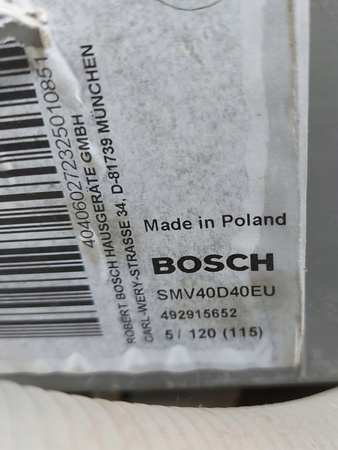 404060272325010851
ROBERT BOSCH HAUSGERÄTE GMBH
CARL-WERY-STRASSE 34, D-81739 MÜNCHEN
Made in Poland
BOSCH
SMV40D40EU
492915652
5 / 120 (115)